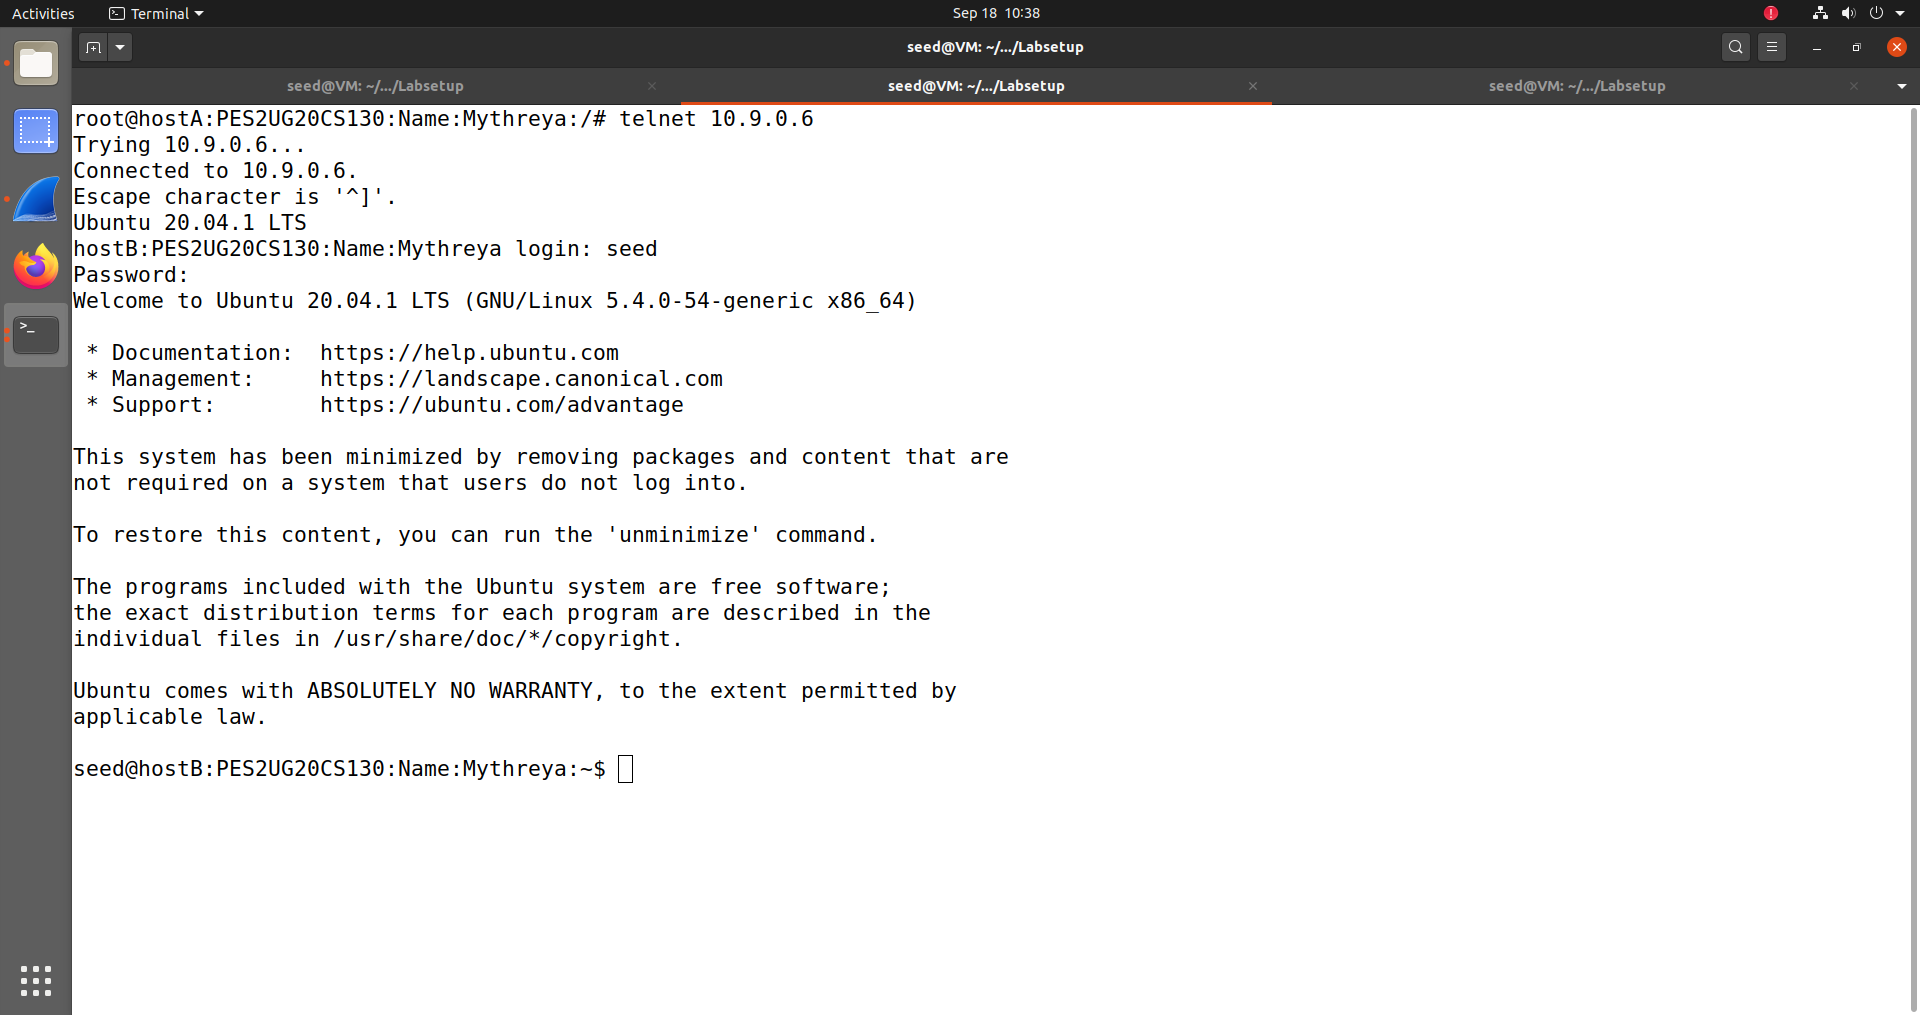 Activities
Terminal
Sep 18 10:38
seed@VM: ~/.../Labsetup
seed@VM: ~/.../Labsetup
seed@VM: ~/.../Labsetup
seed@VM: ~/.../Labsetup
root@hostA:PES2UG20CS130:Name:Mythreya:/# telnet 10.9.0.6
Trying 10.9.0.6...
Connected to 10.9.0.6.
Escape character is '^]'.
Ubuntu 20.04.1 LTS
hostB:PES2UG20CS130:Name:Mythreya login: seed
Password:
Welcome to Ubuntu 20.04.1 LTS (GNU/Linux 5.4.0-54-generic x86_64)
* Documentation:  https://help.ubuntu.com
* Management:     https://landscape.canonical.com
* Support:        https://ubuntu.com/advantage
This system has been minimized by removing packages and content that are
not required on a system that users do not log into.
To restore this content, you can run the 'unminimize' command.
The programs included with the Ubuntu system are free software;
the exact distribution terms for each program are described in the
individual files in /usr/share/doc/*/copyright.
Ubuntu comes with ABSOLUTELY NO WARRANTY, to the extent permitted by
applicable law.
seed@hostB:PES2UG20CS130:Name:Mythreya:~$